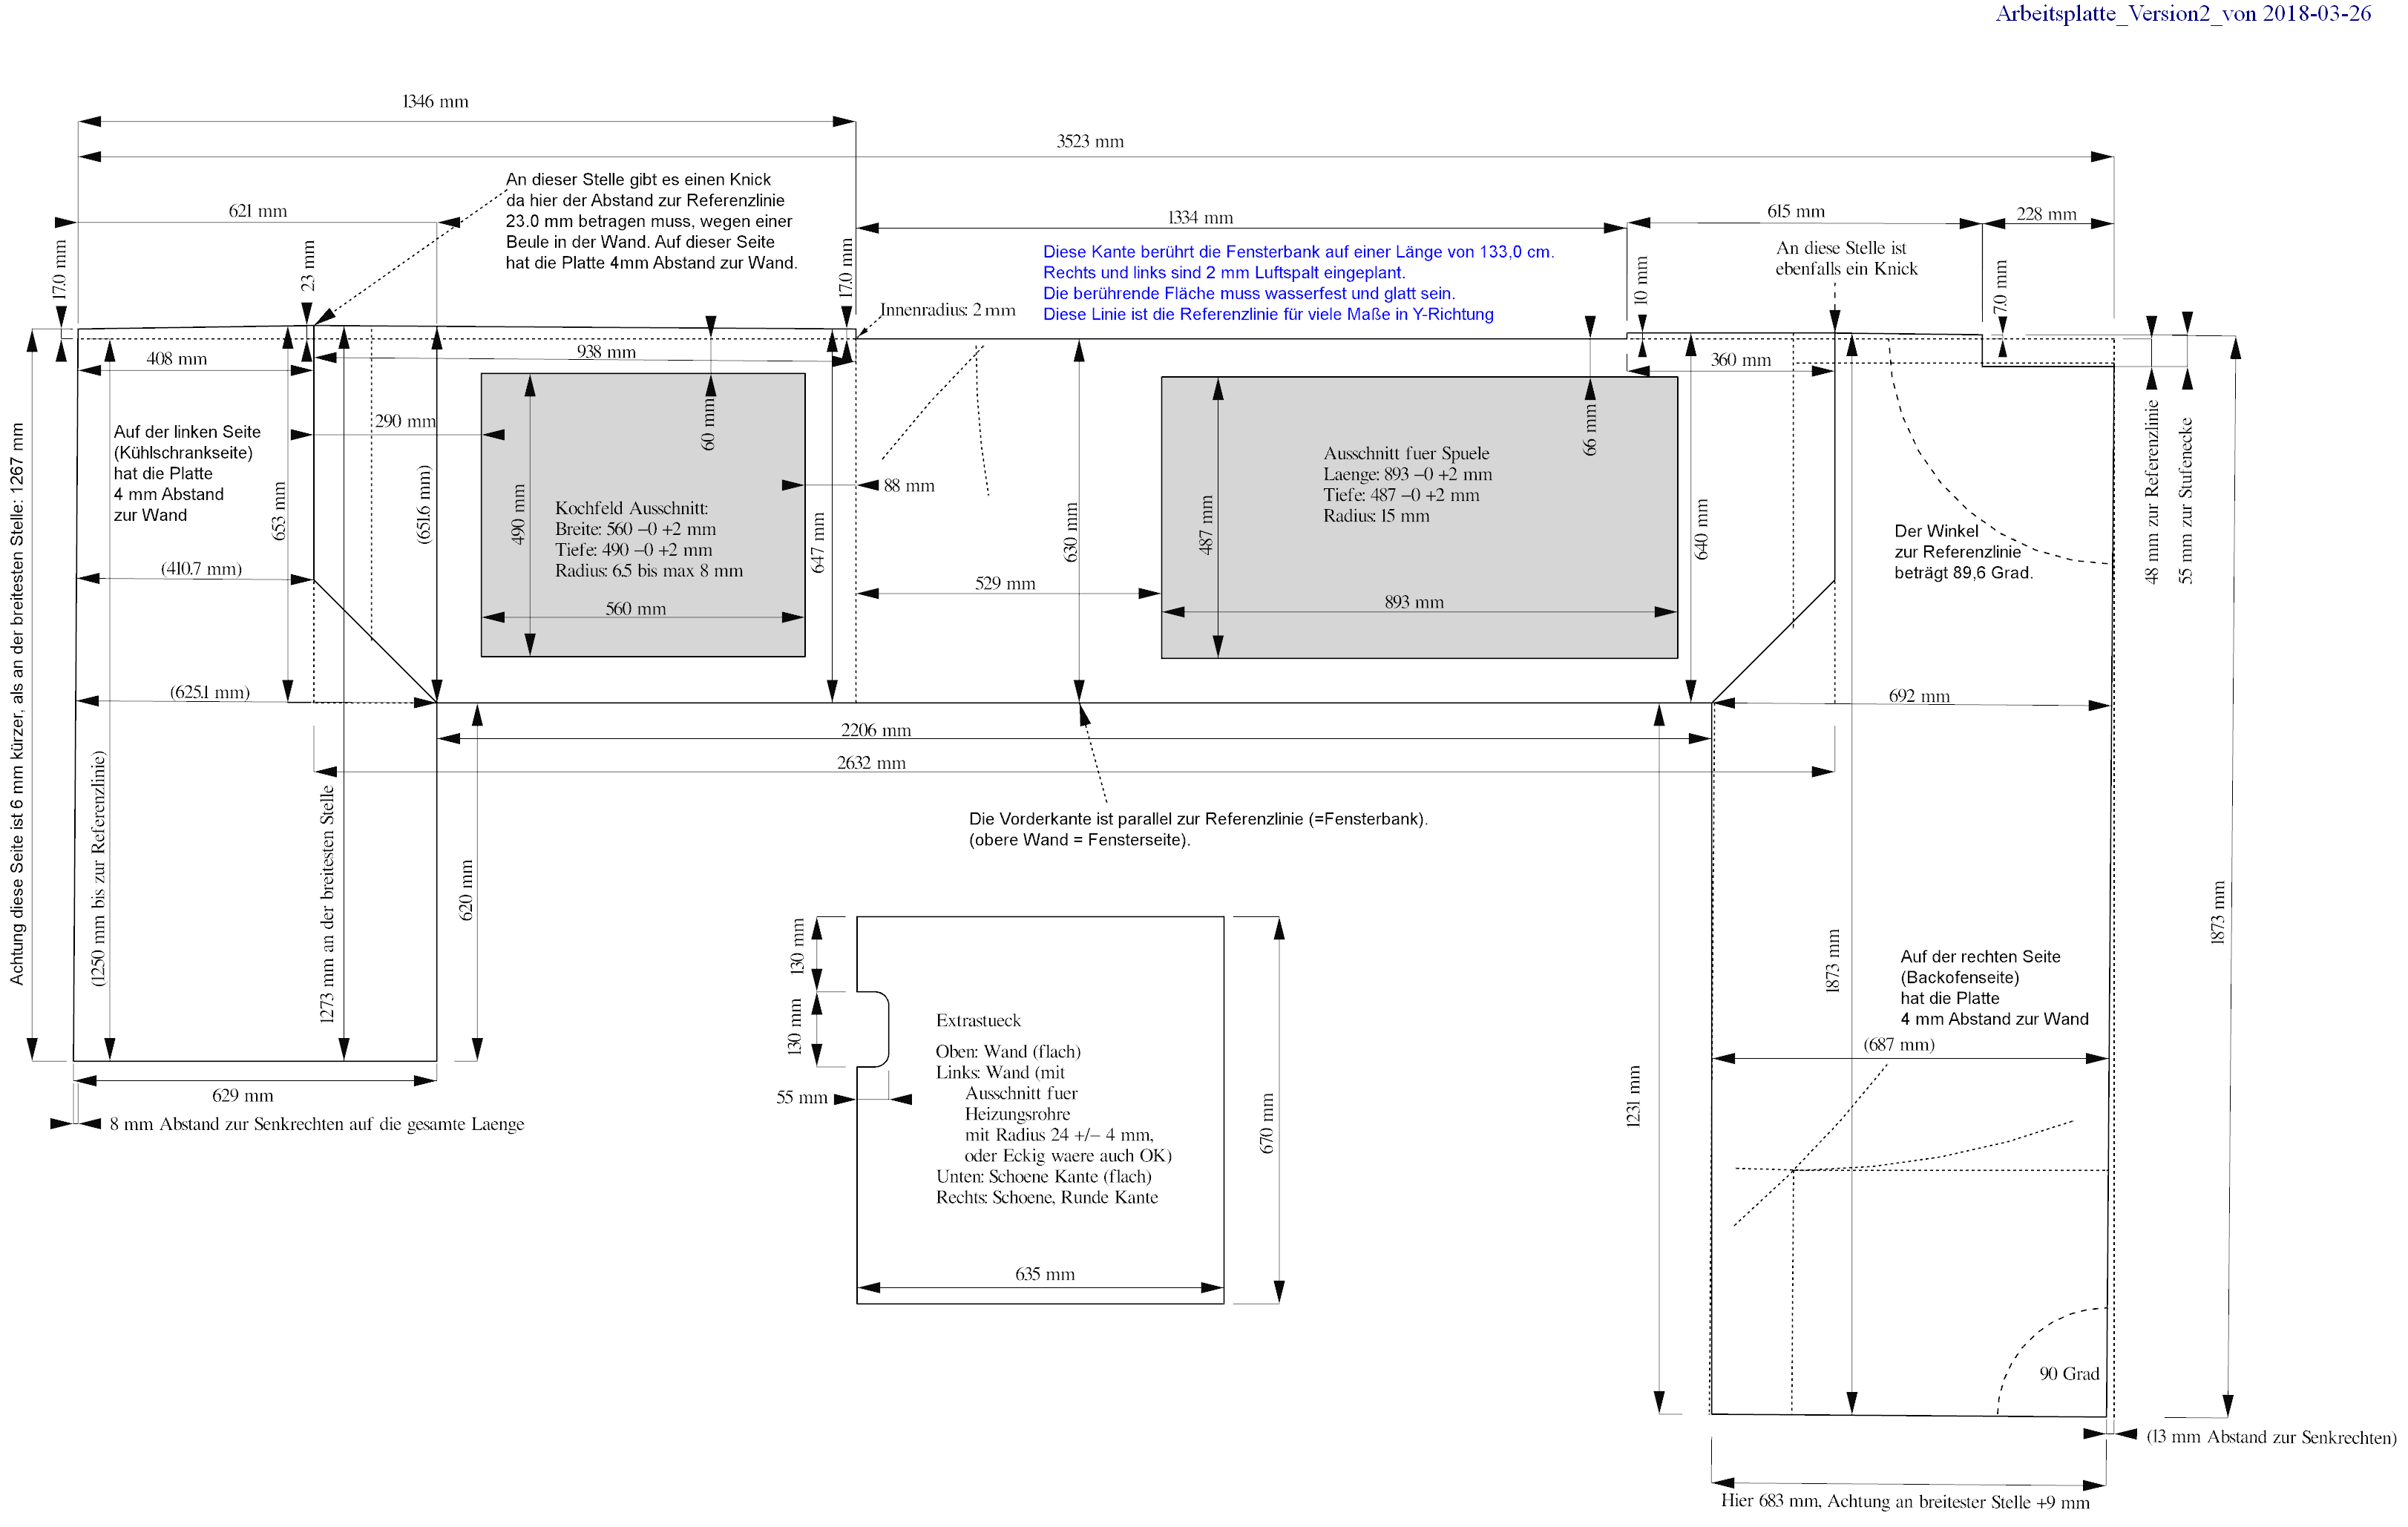 Arbeitsplatte_Version2_von 2018-03-26
1346 mm
3523 mm
621 mm
An dieser Stelle gibt es einen Knick
da hier der Abstand zur Referenzlinie
23.0 mm betragen muss, wegen einer
Beule in der Wand. Auf dieser Seite
hat die Platte 4mm Abstand zur Wand.
1334 mm
615 mm
228 mm
17.0 mm
23 mm
17.0 mm
Innenradius: 2 mm
Diese Kante berührt die Fensterbank auf einer Länge von 133,0 cm.
Rechts und links sind 2 mm Luftspalt eingeplant.
Die berührende Fläche muss wasserfest und glatt sein.
Diese Linie ist die Referenzlinie für viele Maße in Y-Richtung
10 mm
An diese Stelle ist
ebenfalls ein Knick
7.0 mm
408 mm
938 mm
360 mm
290 mm
60 mm
66 mm
Auf der linken Seite
(Kühlschrankseite)
hat die Platte
4 mm Abstand
zur Wand
653 mm
(651.6 mm)
490 mm
Kochfeld Ausschnitt:
Breite: 560 –0 +2 mm
Tiefe: 490 –0 +2 mm
Radius: 6.5 bis max 8 mm
560 mm
88 mm
647 mm
630 mm
529 mm
487 mm
Ausschnitt fuer Spuele
Laenge: 893 –0 +2 mm
Tiefe: 487 –0 +2 mm
Radius: 15 mm
893 mm
640 mm
Der Winkel
zur Referenzlinie
beträgt 89,6 Grad.
48 mm zur Referenzlinie
55 mm zur Stufenecke
(410.7 mm)
(625.1 mm)
692 mm
2206 mm
2632 mm
Achtung diese Seite ist 6 mm kürzer, als an der breitesten Stelle: 1267 mm
(1250 mm bis zur Referenzlinie)
1273 mm an der breitesten Stelle
620 mm
Die Vorderkante ist parallel zur Referenzlinie (=Fensterbank).
(obere Wand = Fensterseite).
629 mm
8 mm Abstand zur Senkrechten auf die gesamte Laenge
130 mm
130 mm
55 mm
Extrastueck
Oben: Wand (flach)
Links: Wand (mit
Ausschnitt fuer
Heizungsrohre
mit Radius 24 +/– 4 mm,
oder Eckig waere auch OK)
Unten: Schoene Kante (flach)
Rechts: Schoene, Runde Kante
635 mm
670 mm
1231 mm
1873 mm
1873 mm
Auf der rechten Seite
(Backofenseite)
hat die Platte
4 mm Abstand zur Wand
(687 mm)
90 Grad
(13 mm Abstand zur Senkrechten)
Hier 683 mm, Achtung an breitester Stelle +9 mm